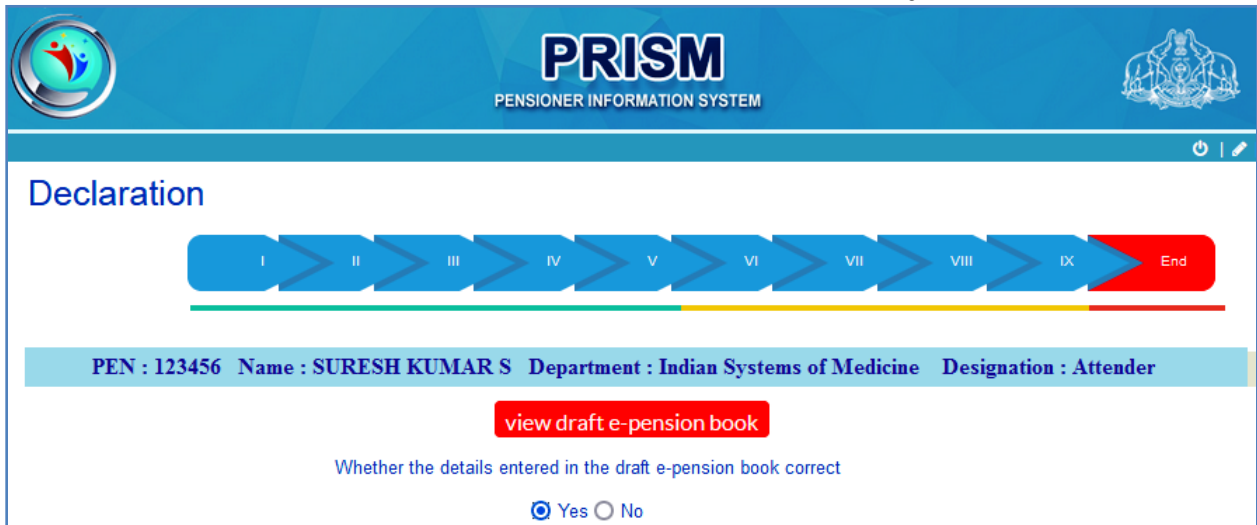 PRISM
PENSIONER INFORMATION SYSTEM
Declaration
I II III IV V VI VII VIII IX End
PEN : 123456 Name : SURESH KUMAR S Department : Indian Systems of Medicine Designation : Attender
view draft e-pension book
Whether the details entered in the draft e-pension book correct
Yes No